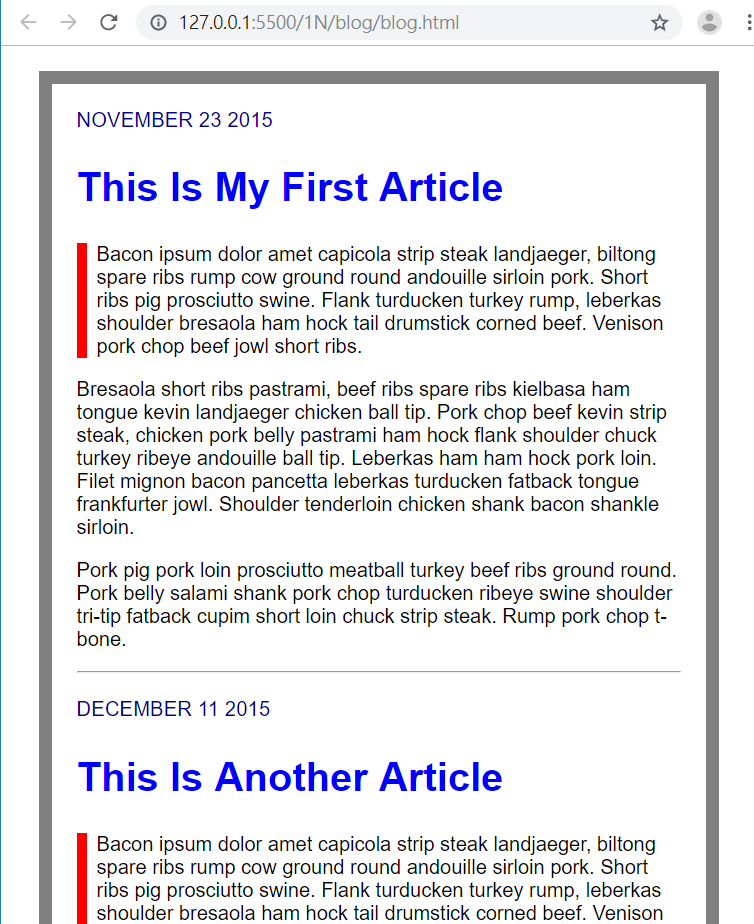 127.0.0.1:5500/1N/blog/blog.html
NOVEMBER 23 2015
This Is My First Article
Bacon ipsum dolor amet capicola strip steak landjaeger, biltong
spare ribs rump cow ground round andouille sirloin pork. Short
ribs pig prosciutto swine. Flank turducken turkey rump, leberkas
shoulder bresaola ham hock tail drumstick corned beef. Venison
pork chop beef jowl short ribs.
Bresaola short ribs pastrami, beef ribs spare ribs kielbasa ham
tongue kevin landjaeger chicken ball tip. Pork chop beef kevin strip
steak, chicken pork belly pastrami ham hock flank shoulder chuck
turkey ribeye andouille ball tip. Leberkas ham ham hock pork loin.
Filet mignon bacon pancetta leberkas turducken fatback tongue
frankfurter jowl. Shoulder tenderloin chicken shank bacon shankle
sirloin.
Pork pig pork loin prosciutto meatball turkey beef ribs ground round.
Pork belly salami shank pork chop turducken ribeye swine shoulder
tri-tip fatback cupim short loin chuck strip steak. Rump pork chop t-
bone.
DECEMBER 11 2015
This Is Another Article
Bacon ipsum dolor amet capicola strip steak landjaeger, biltong
spare ribs rump cow ground round andouille sirloin pork. Short
ribs pig prosciutto swine. Flank turducken turkey rump, leberkas
shoulder bresaola ham hock tail drumstick corned beef. Venison